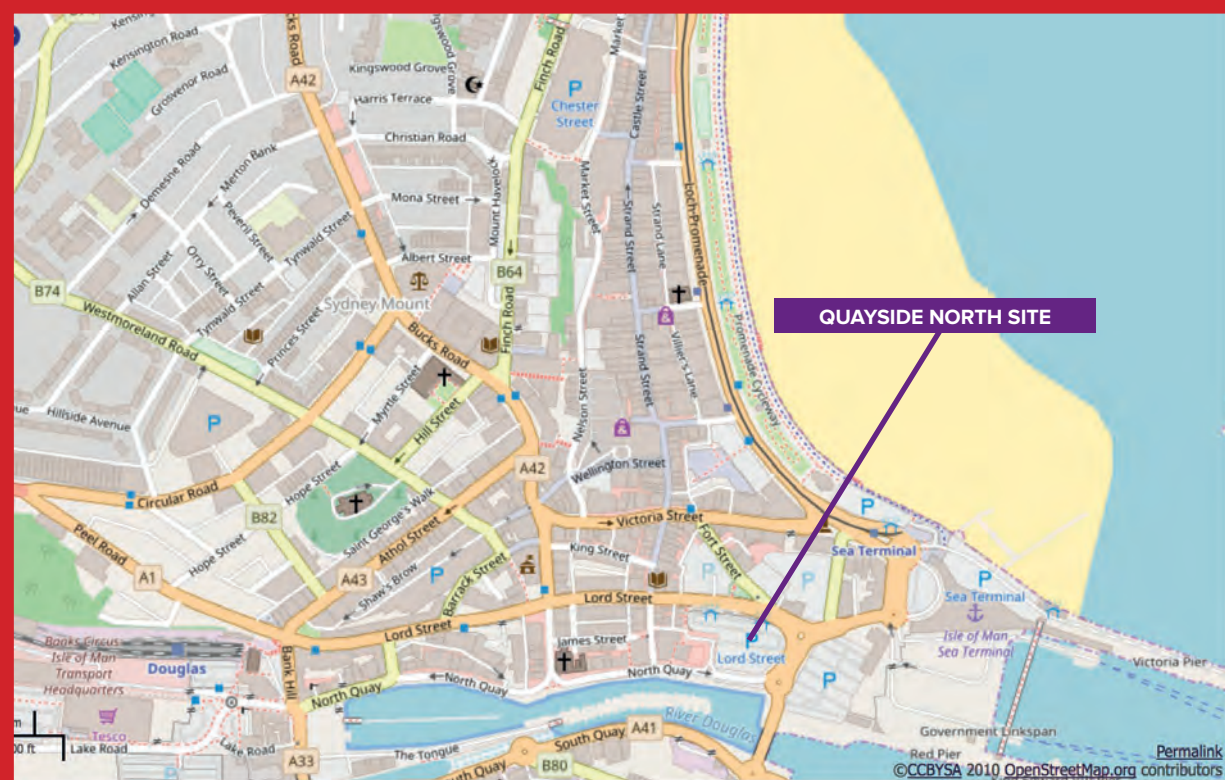 Kensington Road
Grosvenor Road
A42
Kingswood Grove
Harris Terrace
Christian Road
Finch Road
P
Chester
Street
Market
Castle Street
Demesne Road
Merton Bank
Mona Street
Mount Havelock
Market Street
Strand Street
Strand Lane
Loch Promenade
Peveril Street
Tynwald Street
Albert Street
Allan Street
Orry Street
B74
B64
Sydney Mount
Tynwald Street
Westmoreland Road
Princes Street
Bucks Road
Finch Road
QUAYSIDE NORTH SITE
Promenade Cycleway
Villier's Lane
Strand Street
Myrtle Street
Hill Street
Nelson Street
Hillside Avenue
P
Wellington Street
A42
Circular Road
Hope Street
B82
Saint George's Walk
Athol Street
Victoria Street
Fort Street
P
Sea Terminal
Peel Road
Hope Street
King Street
A1
A43
P
Shaw's Brow
Barrack Street
P
P
P
Sea Terminal
Lord Street
Lord Street
James Street
P
Lord Street
Isle of Man
Sea Terminal
Victoria Pier
Banks Circus
Isle of Man
Transport
Headquarters
Douglas
Bank Hill
North Quay
North Quay
North Quay
P
River Douglas
Tesco
Lake Road
Lake Road
A33
The Tongue
South Quay
A41
South Quay
B80
Government Linkspan
Red Pier
m
00 ft
Permalink
©CCBYSA 2010 OpenStreetMap.org contributors